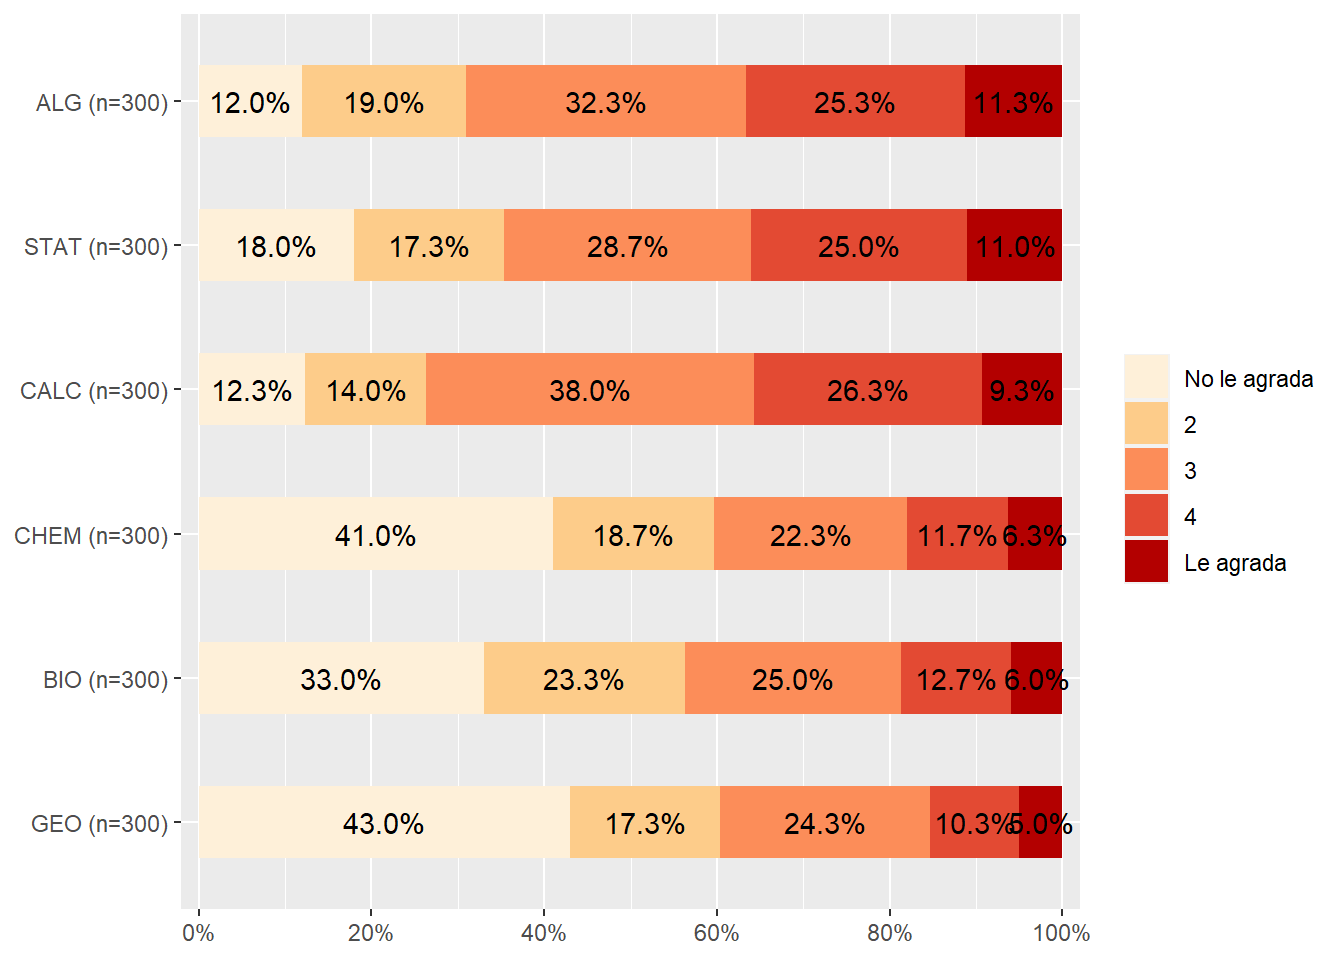 ALG (n=300) 12.0% 19.0% 32.3% 25.3% 11.3%
STAT (n=300) 18.0% 17.3% 28.7% 25.0% 11.0%
CALC (n=300) 12.3% 14.0% 38.0% 26.3% 9.3%
CHEM (n=300) 41.0% 18.7% 22.3% 11.7% 6.3%
BIO (n=300) 33.0% 23.3% 25.0% 12.7% 6.0%
GEO (n=300) 43.0% 17.3% 24.3% 10.3% 5.0%
0% 20% 40% 60% 80% 100%
No le agrada
2
3
4
Le agrada